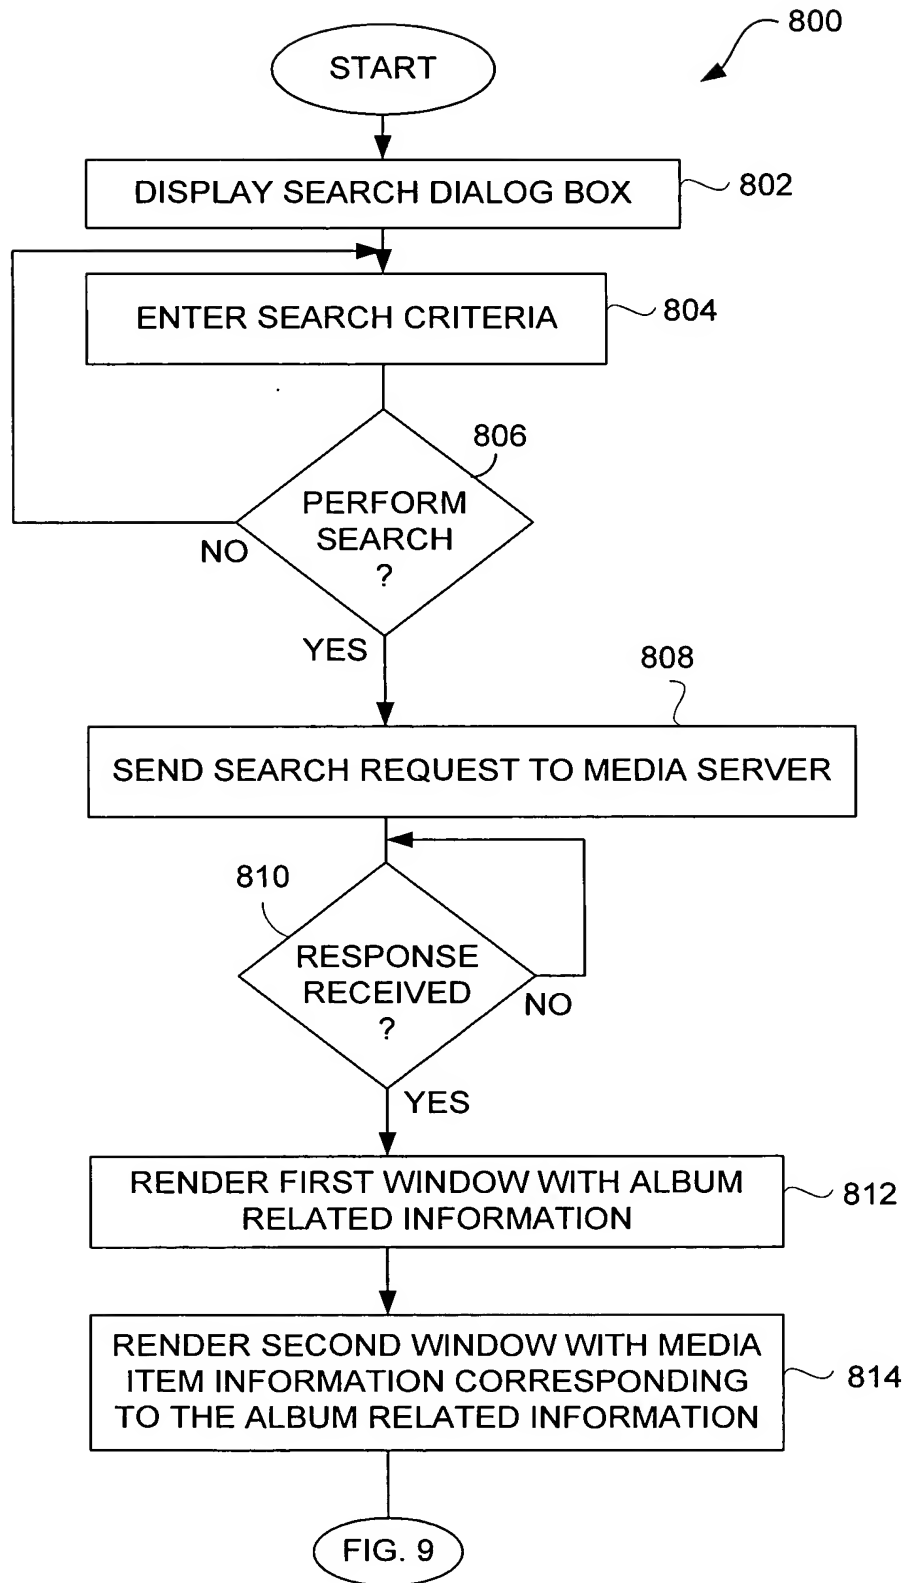 800
START
DISPLAY SEARCH DIALOG BOX
802
ENTER SEARCH CRITERIA
804
806
PERFORM
SEARCH
?
NO
YES
808
SEND SEARCH REQUEST TO MEDIA SERVER
810
RESPONSE
RECEIVED
?
NO
YES
RENDER FIRST WINDOW WITH ALBUM
RELATED INFORMATION
812
RENDER SECOND WINDOW WITH MEDIA
ITEM INFORMATION CORRESPONDING
TO THE ALBUM RELATED INFORMATION
814
FIG. 9